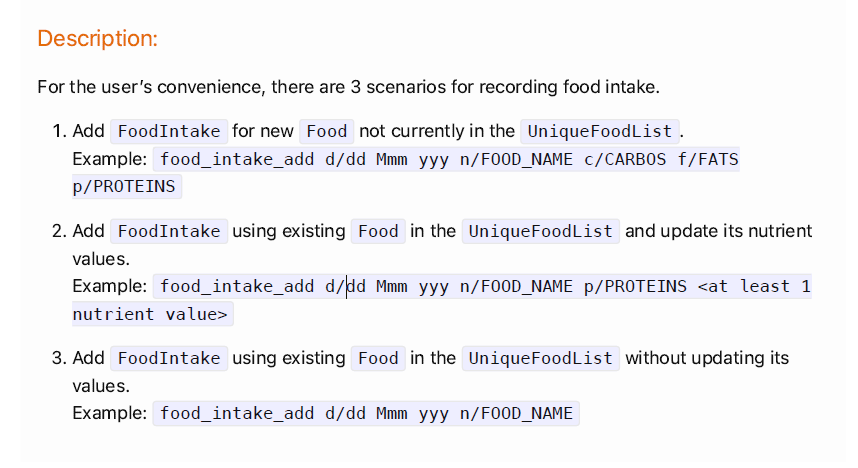 Description:
For the user’s convenience, there are 3 scenarios for recording food intake.
1. Add FoodIntake for new Food not currently in the UniqueFoodList.
Example: food_intake_add d/dd Mmm yyy n/FOOD_NAME c/CARBOS f/FATS
p/PROTEINS
2. Add FoodIntake using existing Food in the UniqueFoodList and update its nutrient
values.
Example: food_intake_add d/dd Mmm yyy n/FOOD_NAME p/PROTEINS <at least 1
nutrient value>
3. Add FoodIntake using existing Food in the UniqueFoodList without updating its
values.
Example: food_intake_add d/dd Mmm yyy n/FOOD_NAME